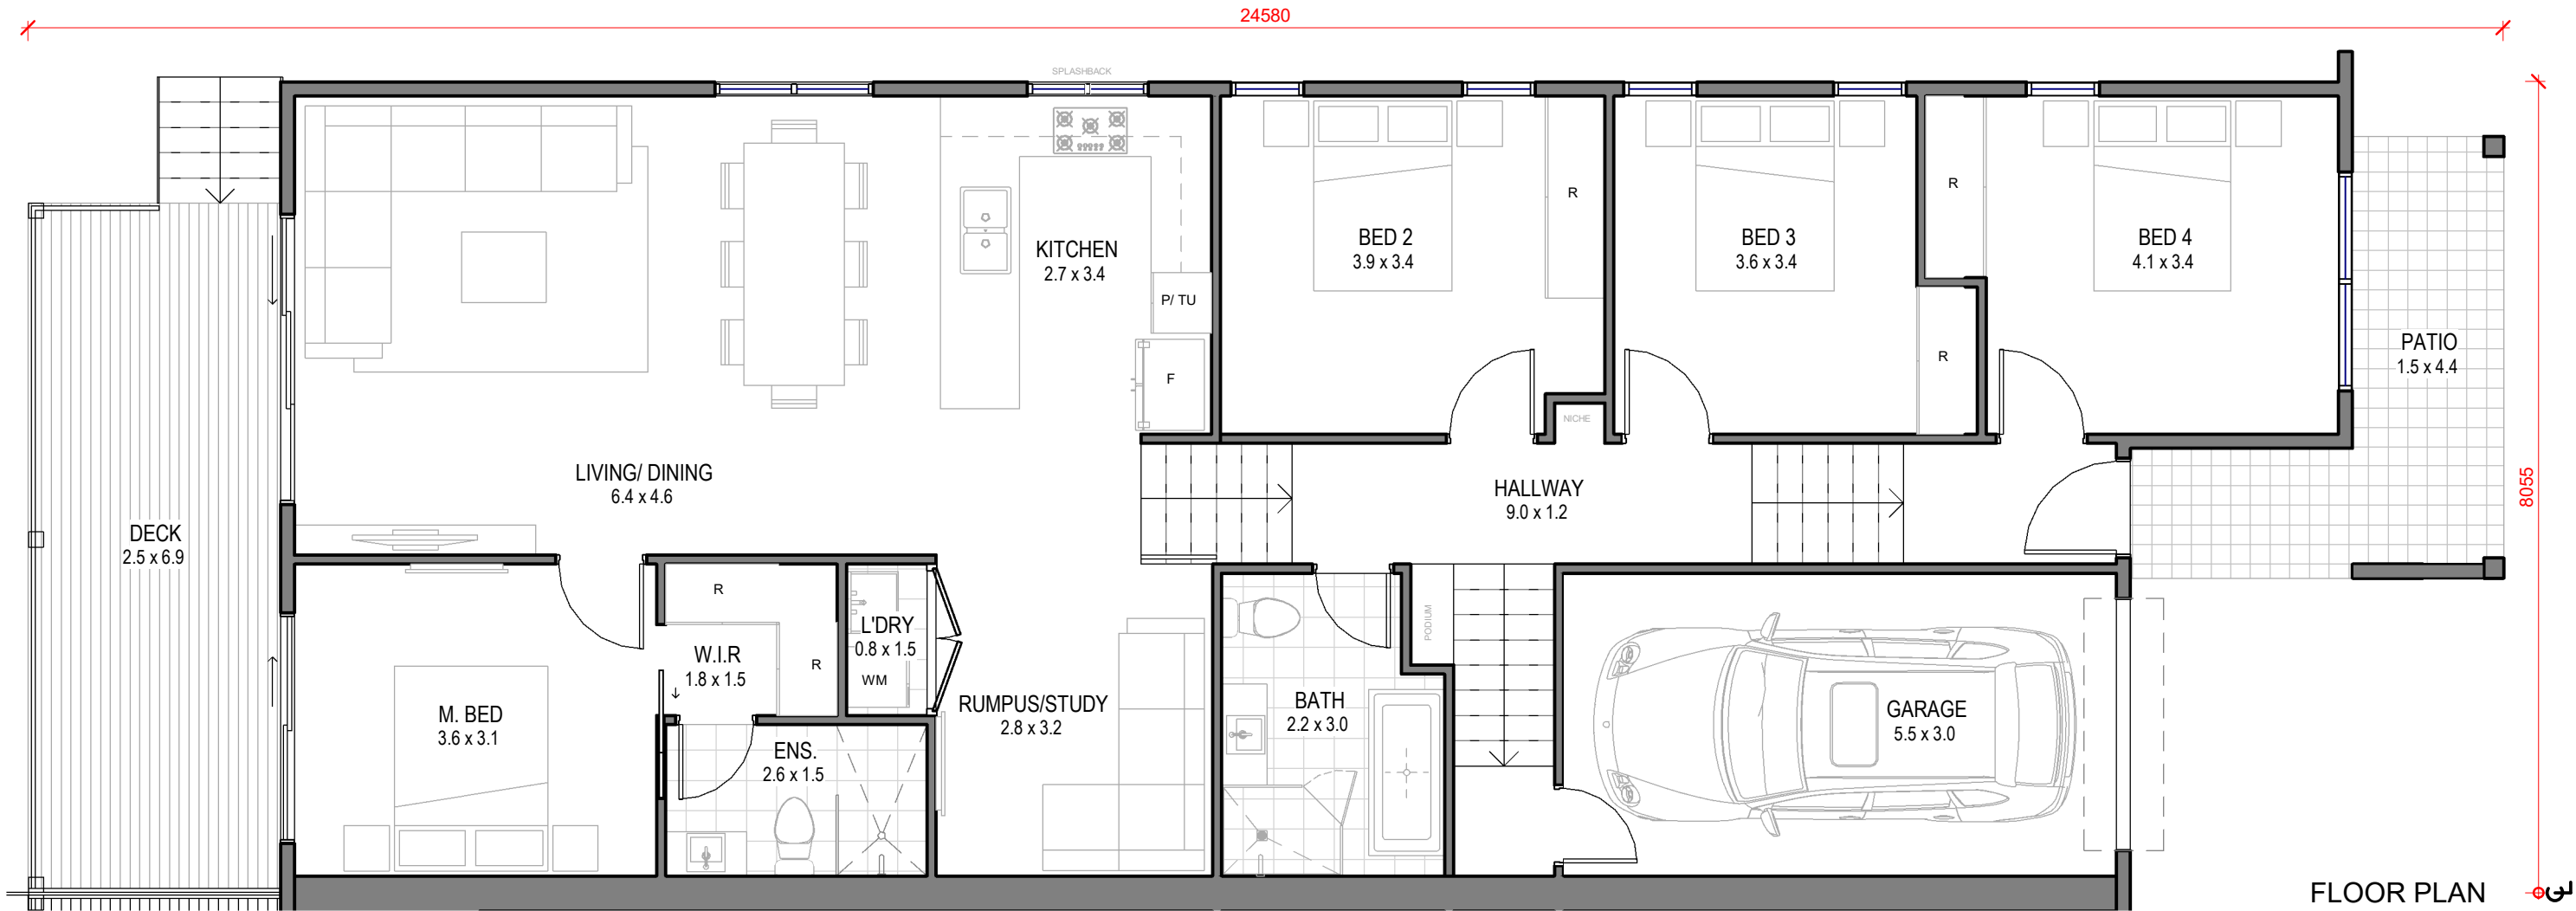 24580
SPLASHBACK
KITCHEN
2.7 x 3.4
P/ TU
F
BED 2
3.9 x 3.4
R
BED 3
3.6 x 3.4
R
R
BED 4
4.1 x 3.4
PATIO
1.5 x 4.4
NICHE
LIVING/ DINING
6.4 x 4.6
HALLWAY
9.0 x 1.2
8055
DECK
2.5 x 6.9
R
W.I.R
1.8 x 1.5
R
L'DRY
0.8 x 1.5
WM
PODIUM
M. BED
3.6 x 3.1
ENS.
2.6 x 1.5
RUMPUS/STUDY
2.8 x 3.2
BATH
2.2 x 3.0
GARAGE
5.5 x 3.0
FLOOR PLAN